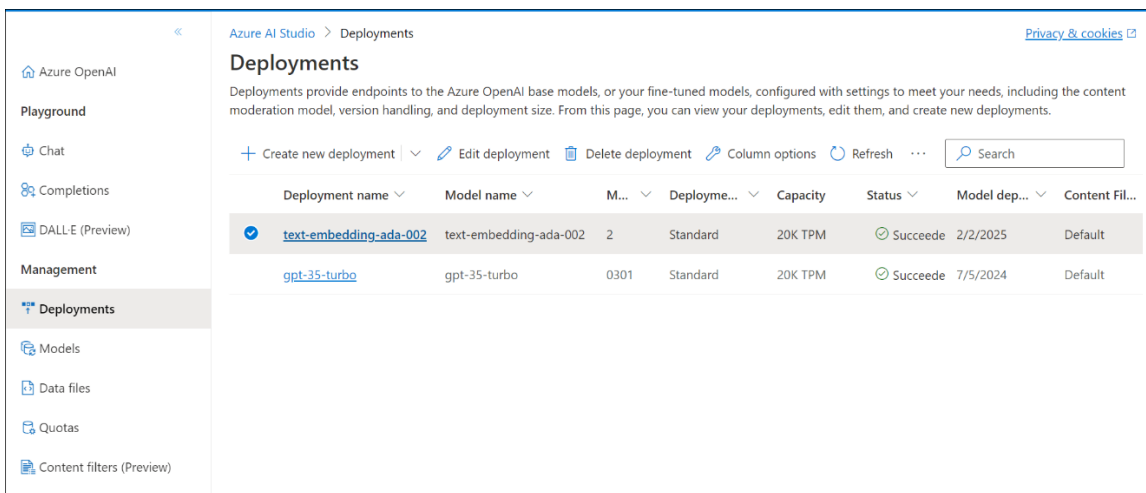 Azure AI Studio > Deployments
Privacy & cookies
Azure OpenAI
Playground
Chat
Completions
DALL·E (Preview)
Management
Deployments
Models
Data files
Quotas
Content filters (Preview)
Deployments
Deployments provide endpoints to the Azure OpenAI base models, or your fine-tuned models, configured with settings to meet your needs, including the content
moderation model, version handling, and deployment size. From this page, you can view your deployments, edit them, and create new deployments.
Create new deployment Edit deployment Delete deployment Column options Refresh ··· Search
Deployment name Model name M... Deployme... Capacity Status Model dep... Content Fil...
text-embedding-ada-002 text-embedding-ada-002 2 Standard 20K TPM Succeede 2/2/2025 Default
gpt-35-turbo gpt-35-turbo 0301 Standard 20K TPM Succeede 7/5/2024 Default